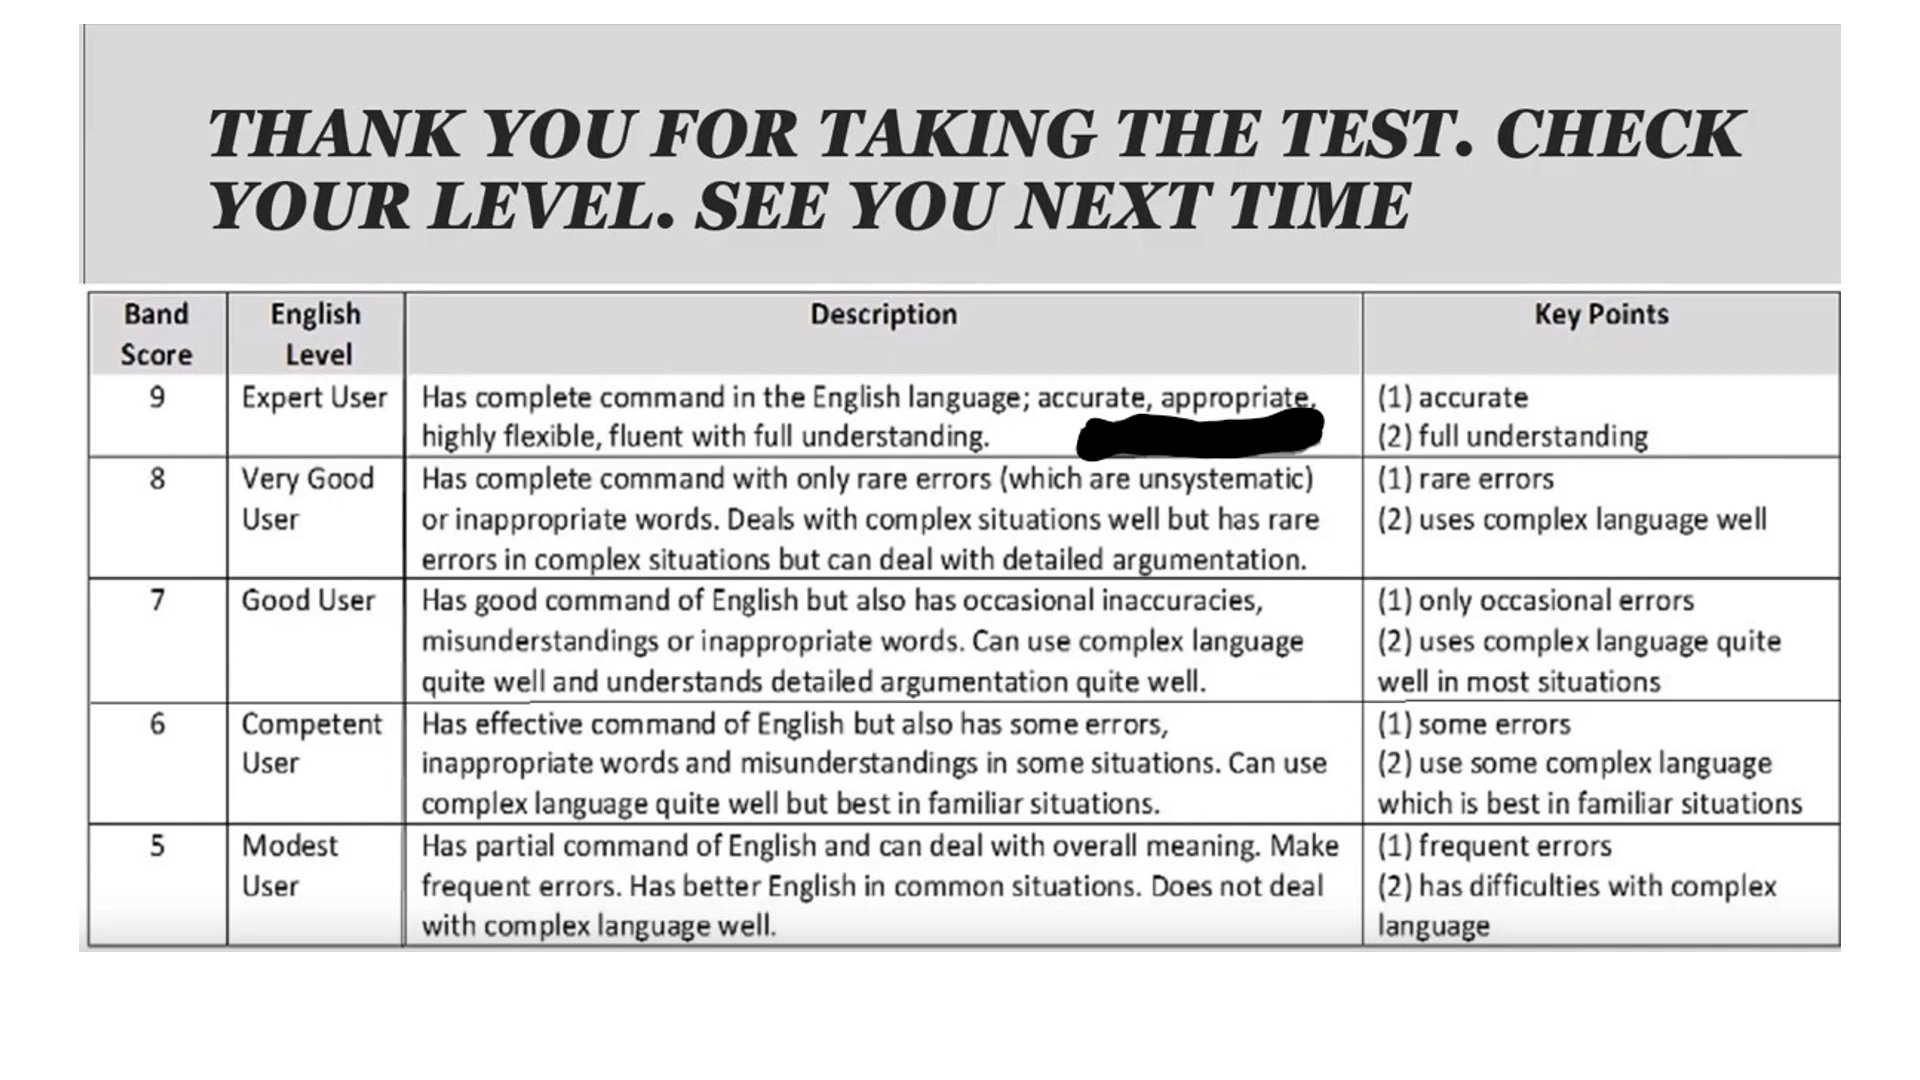 THANK YOU FOR TAKING THE TEST. CHECK
YOUR LEVEL. SEE YOU NEXT TIME
Band Score | English Level | Description | Key Points
9
Expert User
Has complete command in the English language; accurate, appropriate,
highly flexible, fluent with full understanding.
(1) accurate
(2) full understanding
8
Very Good
User
Has complete command with only rare errors (which are unsystematic)
or inappropriate words. Deals with complex situations well but has rare
errors in complex situations but can deal with detailed argumentation.
(1) rare errors
(2) uses complex language well
7
Good User
Has good command of English but also has occasional inaccuracies,
misunderstandings or inappropriate words. Can use complex language
quite well and understands detailed argumentation quite well.
(1) only occasional errors
(2) uses complex language quite
well in most situations
6
Competent
User
Has effective command of English but also has some errors,
inappropriate words and misunderstandings in some situations. Can use
complex language quite well but best in familiar situations.
(1) some errors
(2) use some complex language
which is best in familiar situations
5
Modest
User
Has partial command of English and can deal with overall meaning. Make
frequent errors. Has better English in common situations. Does not deal
with complex language well.
(1) frequent errors
(2) has difficulties with complex
language